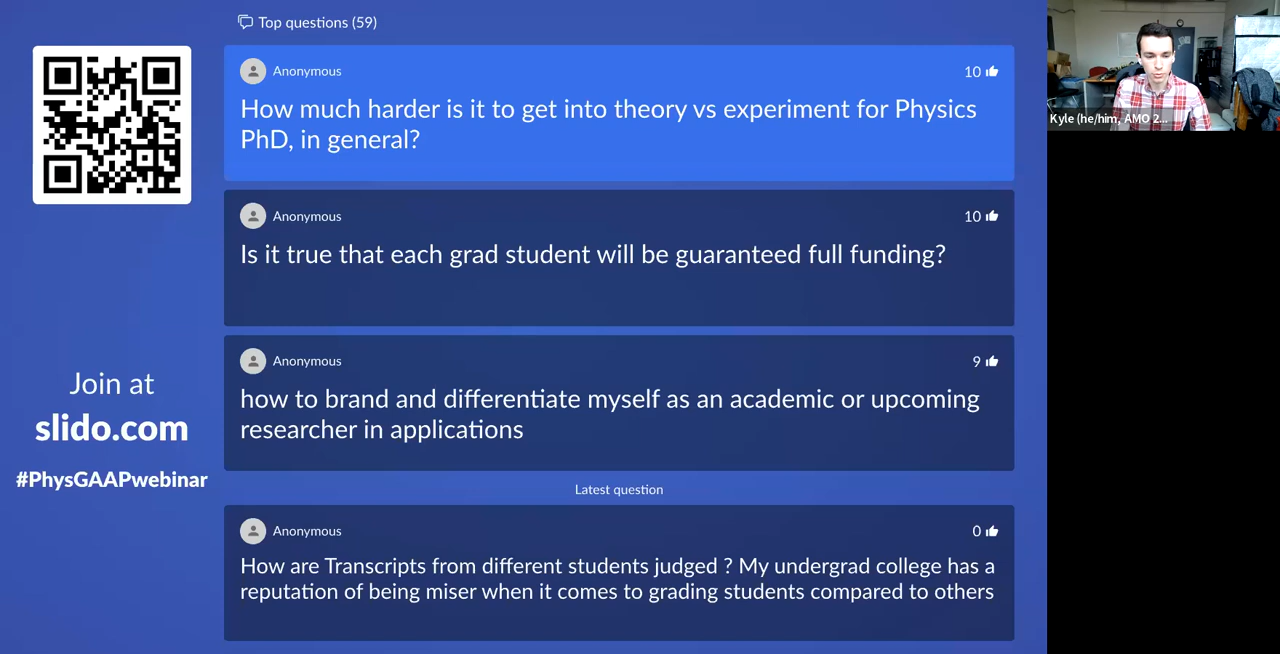 Top questions (59)
Anonymous
10
How much harder is it to get into theory vs experiment for Physics
PhD, in general?
Anonymous
10
Is it true that each grad student will be guaranteed full funding?
Anonymous
9
how to brand and differentiate myself as an academic or upcoming
researcher in applications
Latest question
Anonymous
0
How are Transcripts from different students judged ? My undergrad college has a
reputation of being miser when it comes to grading students compared to others
Join at
slido.com
#PhysGAAPwebinar
Kyle (he/him, AMO 2...